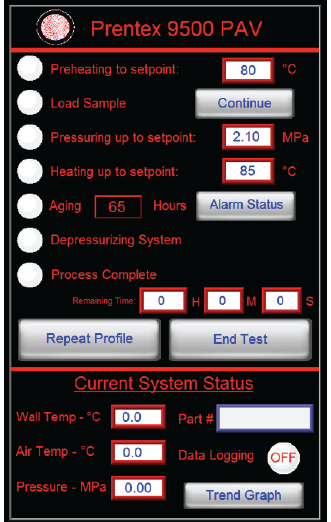 Prentex 9500 PAV
Preheating to setpoint: 80 °C
Load Sample Continue
Pressuring up to setpoint: 2.10 MPa
Heating up to setpoint: 85 °C
Aging 65 Hours Alarm Status
Depressurizing System
Process Complete
Remaining Time: 0 H 0 M 0 S
Repeat Profile End Test
Current System Status
Wall Temp - °C 0.0 Part #
Air Temp - °C 0.0 Data Logging OFF
Pressure - MPa 0.00 Trend Graph